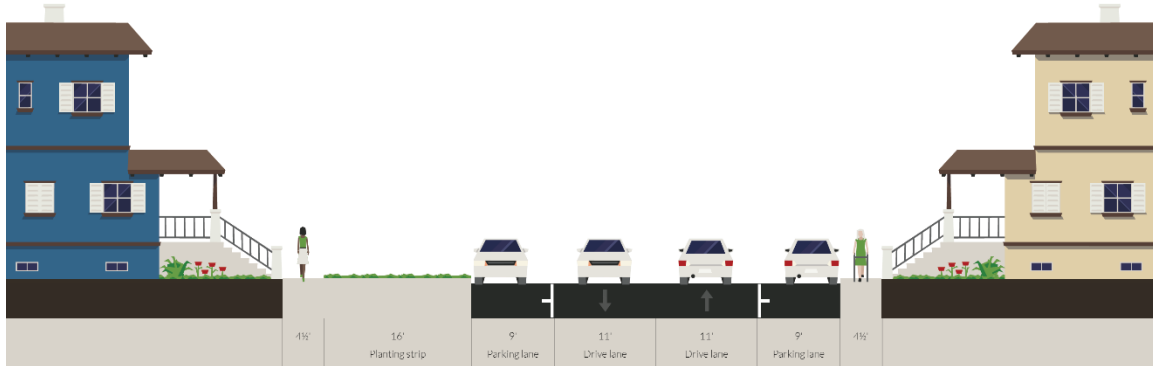 4½' 16' 9' 11' 11' 9' 4½'
Planting strip Parking lane Drive lane Drive lane Parking lane